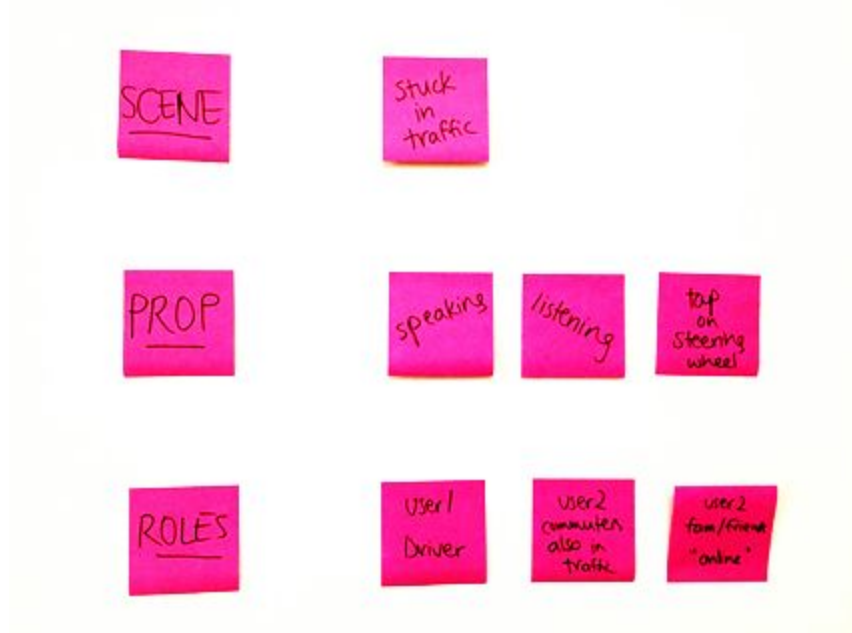 SCENE
stuck
in
traffic
PROP
speaking
listening
tap
on
steering
wheel
ROLES
user1
Driver
user2
commuter
also in
traffic
user2
fam/friend
"online"